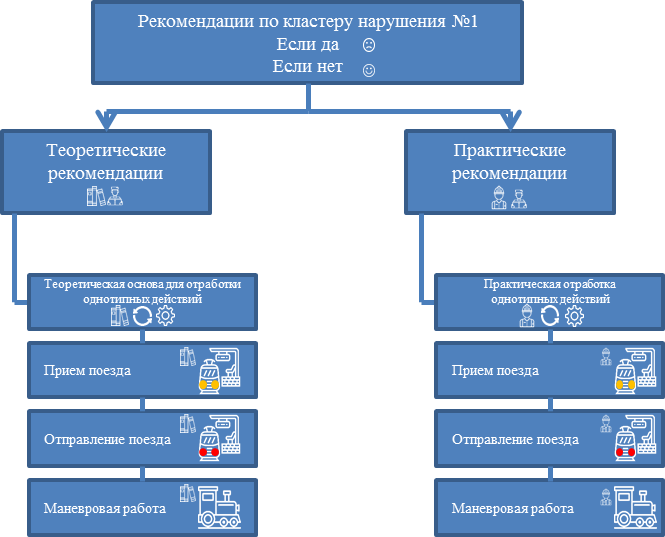 Рекомендации по кластеру нарушения №1
Если да
Если нет
Теоретические
рекомендации
Практические
рекомендации
Теоретическая основа для отработки
однотипных действий
Прием поезда
Отправление поезда
Маневровая работа
Практическая отработка
однотипных действий
Прием поезда
Отправление поезда
Маневровая работа